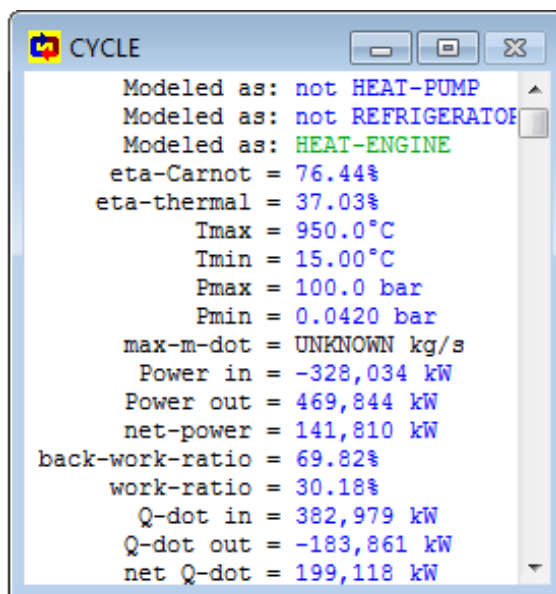 CYCLE
Modeled as: not HEAT-PUMP
Modeled as: not REFRIGERATOR
Modeled as: HEAT-ENGINE
eta-Carnot = 76.44%
eta-thermal = 37.03%
Tmax = 950.0°C
Tmin = 15.00°C
Pmax = 100.0 bar
Pmin = 0.0420 bar
max-m-dot = UNKNOWN kg/s
Power in = -328,034 kW
Power out = 469,844 kW
net-power = 141,810 kW
back-work-ratio = 69.82%
work-ratio = 30.18%
Q-dot in = 382,979 kW
Q-dot out = -183,861 kW
net Q-dot = 199,118 kW